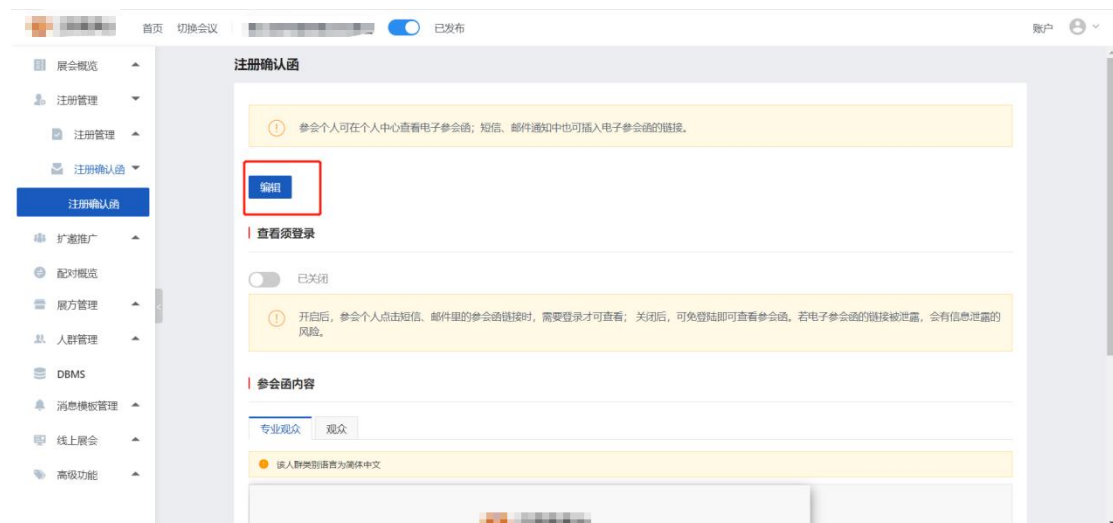 首页 切换会议 已发布 账户
展会概览
注册管理
注册管理
注册确认函
注册确认函
扩邀推广
配对概览
展方管理
人群管理
DBMS
消息模板管理
线上展会
高级功能
注册确认函
参会个人可在个人中心查看电子参会函；短信、邮件通知中也可插入电子参会函的链接。
编辑
查看须登录
已关闭
开启后，参会个人点击短信、邮件里的参会函链接时，需要登录才可查看； 关闭后，可免登陆即可查看参会函。若电子参会函的链接被泄露，会有信息泄露的
风险。
参会函内容
专业观众 观众
该人群类别语言为简体中文